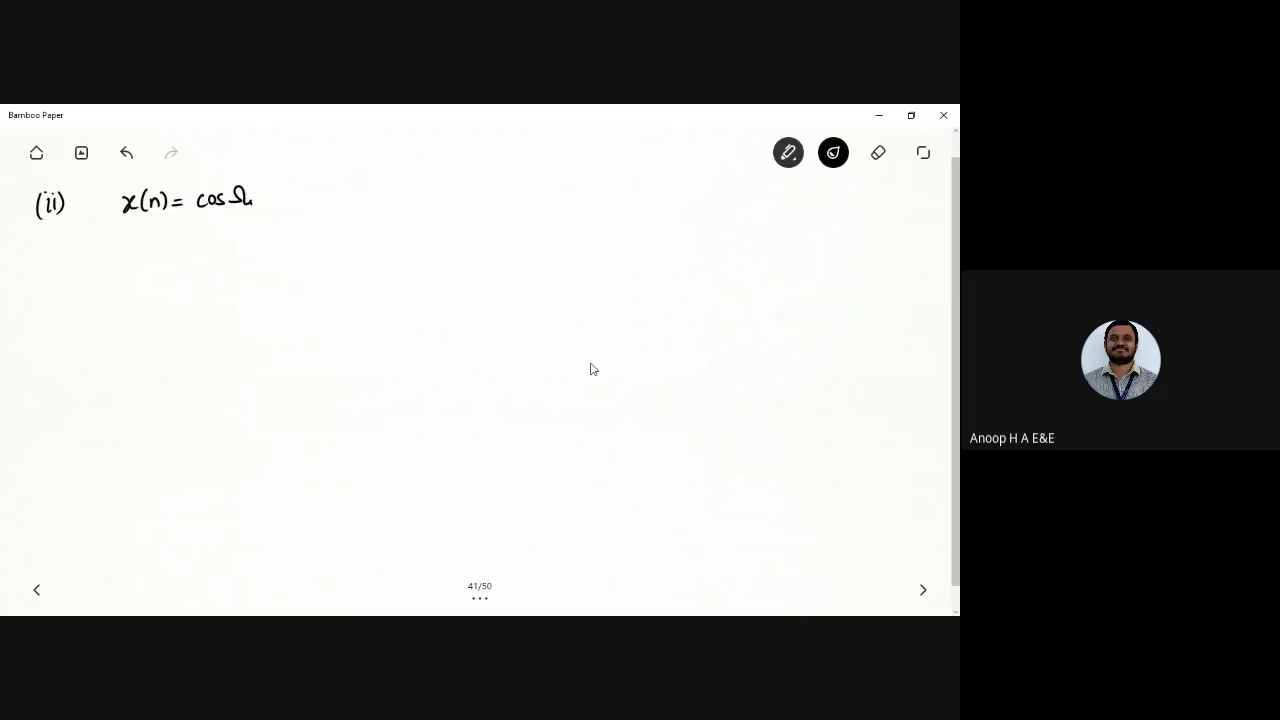 Bamboo Paper
(ii) x(n) = cos Ω
41/50
Anoop H A E&E